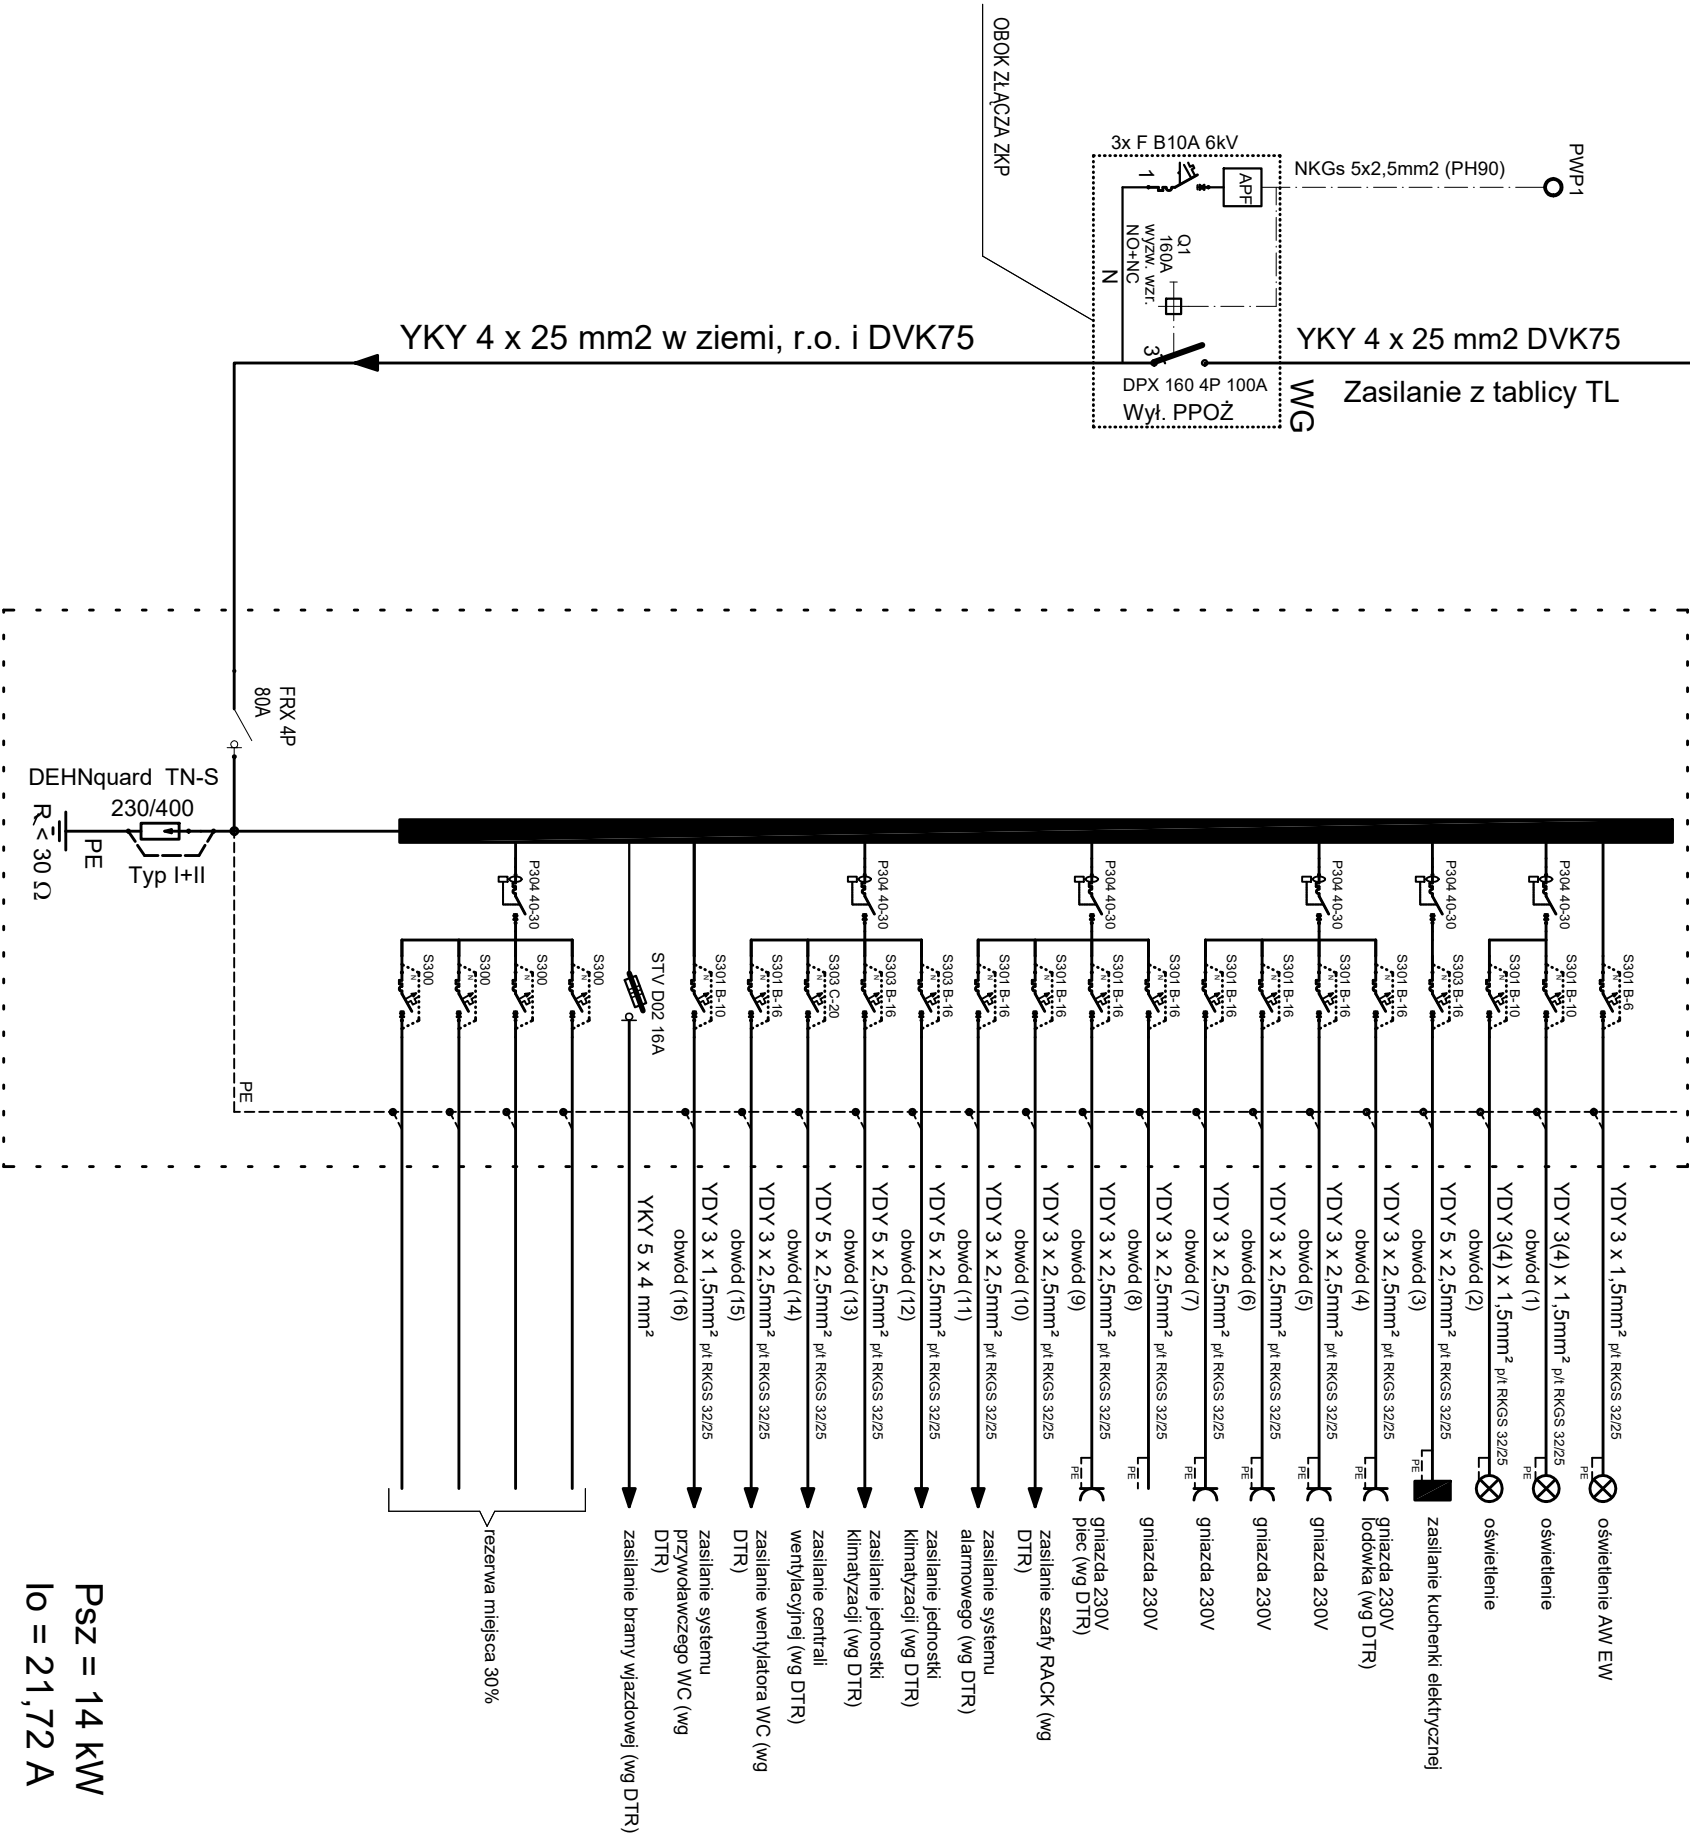 OBOK ZŁĄCZA ZKP
3x F B10A 6kV
NKGs 5x2,5mm2 (PH90)
PWP1
APF
1
N
Q1
160A
wyzw. wzr.
NO+NC
3
DPX 160 4P 100A
Wył. PPOŻ
WG
YKY 4 x 25 mm2 w ziemi, r.o. i DVK75
YKY 4 x 25 mm2 DVK75
Zasilanie z tablicy TL
FRX 4P
80A
DEHNquard TN-S
230/400
Typ I+II
PE
R < 30 Ω
PE
P304 40-30
P304 40-30
P304 40-30
P304 40-30
P304 40-30
P304 40-30
S301 B-6
YDY 3 x 1,5mm² p/t RKGS 32/25
PE
oświetlenie AW EW
S301 B-10
obwód (1)
YDY 3(4) x 1,5mm² p/t RKGS 32/25
PE
oświetlenie
S301 B-10
obwód (2)
YDY 3(4) x 1,5mm² p/t RKGS 32/25
PE
oświetlenie
S303 B-16
obwód (3)
YDY 5 x 2,5mm² p/t RKGS 32/25
PE
zasilanie kuchenki elektrycznej
S301 B-16
obwód (4)
YDY 3 x 2,5mm² p/t RKGS 32/25
PE
gniazda 230V
lodówka (wg DTR)
S301 B-16
obwód (5)
YDY 3 x 2,5mm² p/t RKGS 32/25
PE
gniazda 230V
S301 B-16
obwód (6)
YDY 3 x 2,5mm² p/t RKGS 32/25
PE
gniazda 230V
S301 B-16
obwód (7)
YDY 3 x 2,5mm² p/t RKGS 32/25
PE
gniazda 230V
S301 B-16
obwód (8)
YDY 3 x 2,5mm² p/t RKGS 32/25
PE
gniazda 230V
S301 B-16
obwód (9)
YDY 3 x 2,5mm² p/t RKGS 32/25
PE
gniazda 230V
piec (wg DTR)
S301 B-16
obwód (10)
YDY 3 x 2,5mm² p/t RKGS 32/25
zasilanie szafy RACK (wg
DTR)
S301 B-16
obwód (11)
YDY 3 x 2,5mm² p/t RKGS 32/25
zasilanie systemu
alarmowego (wg DTR)
S303 B-16
obwód (12)
YDY 5 x 2,5mm² p/t RKGS 32/25
zasilanie jednostki
klimatyzacji (wg DTR)
S303 B-16
obwód (13)
YDY 5 x 2,5mm² p/t RKGS 32/25
zasilanie jednostki
klimatyzacji (wg DTR)
S303 C-20
obwód (14)
YDY 5 x 2,5mm² p/t RKGS 32/25
zasilanie centrali
wentylacyjnej (wg DTR)
S301 B-16
obwód (15)
YDY 3 x 2,5mm² p/t RKGS 32/25
zasilanie wentylatora WC (wg
DTR)
S301 B-10
obwód (16)
YDY 3 x 1,5mm² p/t RKGS 32/25
zasilanie systemu
przywoławczego WC (wg
DTR)
STV D02 16A
YKY 5 x 4 mm²
zasilanie bramy wjazdowej (wg DTR)
S300
S300
S300
S300
rezerwa miejsca 30%
Psz = 14 kW
Io = 21,72 A